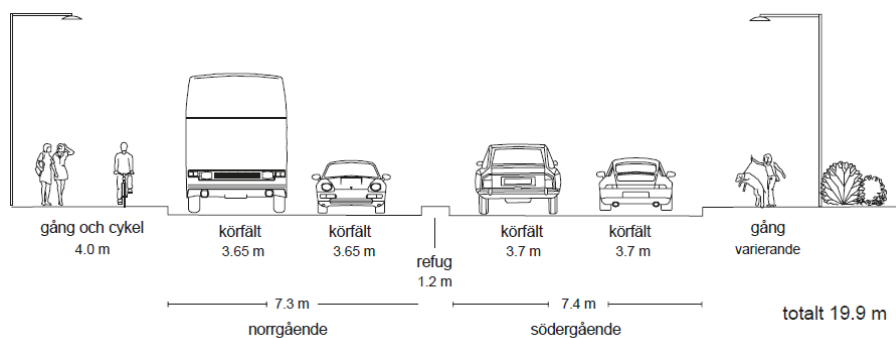 gång och cykel
4.0 m
körfält
3.65 m
körfält
3.65 m
refug
1.2 m
körfält
3.7 m
körfält
3.7 m
gång
varierande
7.3 m
norrgående
7.4 m
södergående
totalt 19.9 m